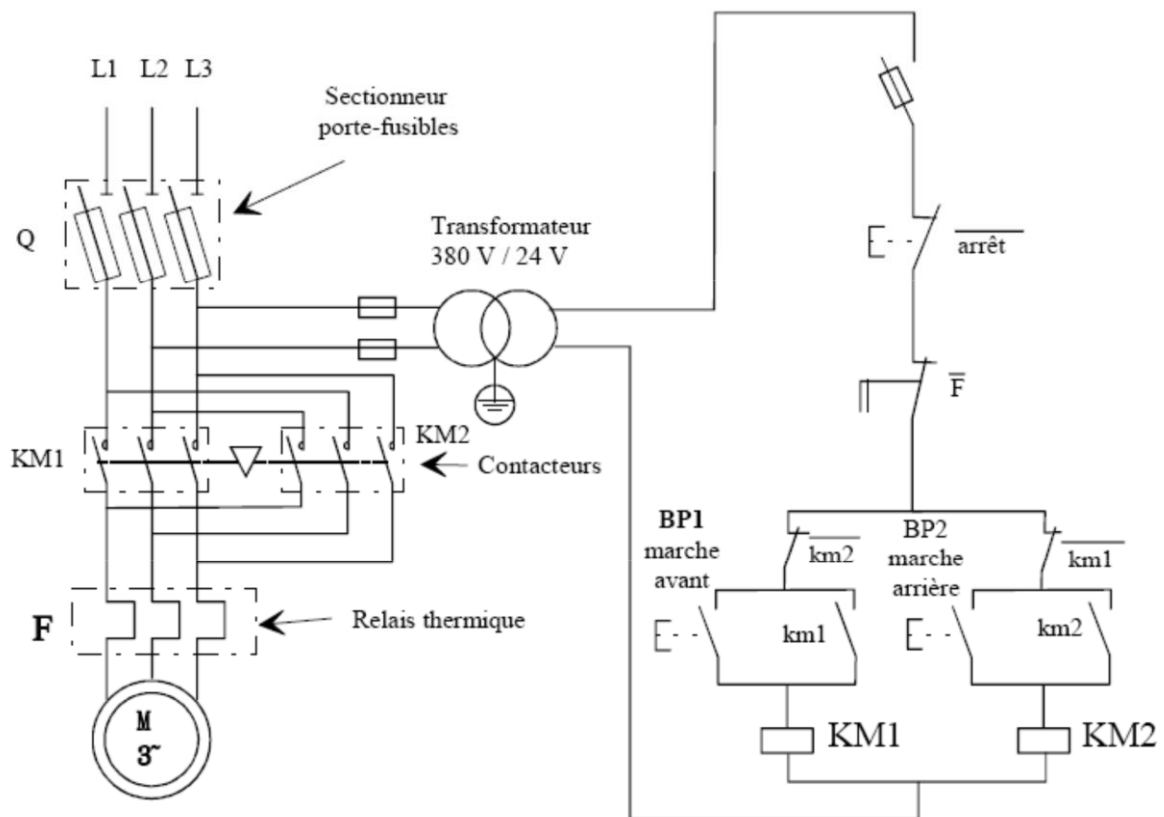 L1 L2 L3
Sectionneur
porte-fusibles
Q
Transformateur
380 V / 24 V
arrêt
F
KM1
KM2
Contacteurs
BP1
marche
avant
km2
BP2
marche
arrière
km1
F
Relais thermique
km1
km2
M
3~
KM1
KM2